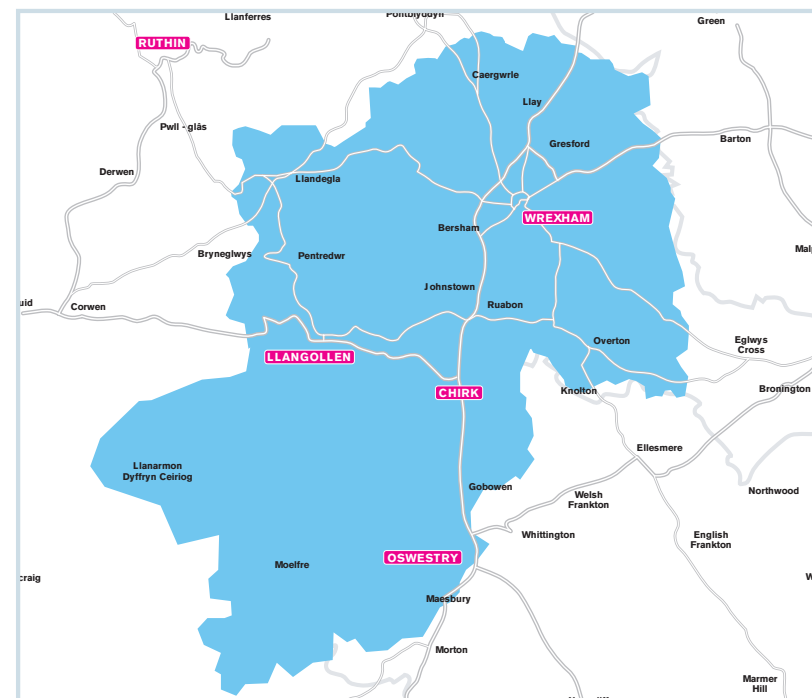 Llanferres
Pontblyddyn
Green
RUTHIN
Caergwrle
Llay
Pwll - glâs
Gresford
Barton
Derwen
Llandegla
WREXHAM
Bersham
Bryneglwys
Pentredwr
Johnstown
Ruabon
Corwen
uid
Overton
Eglwys
Cross
LLANGOLLEN
CHIRK
Knolton
Bronington
Ellesmere
Llanarmon
Dyffryn Ceiriog
Gobowen
Welsh
Frankton
Northwood
Whittington
English
Frankton
OSWESTRY
Moelfre
craig
Maesbury
Morton
Marmer
Hill